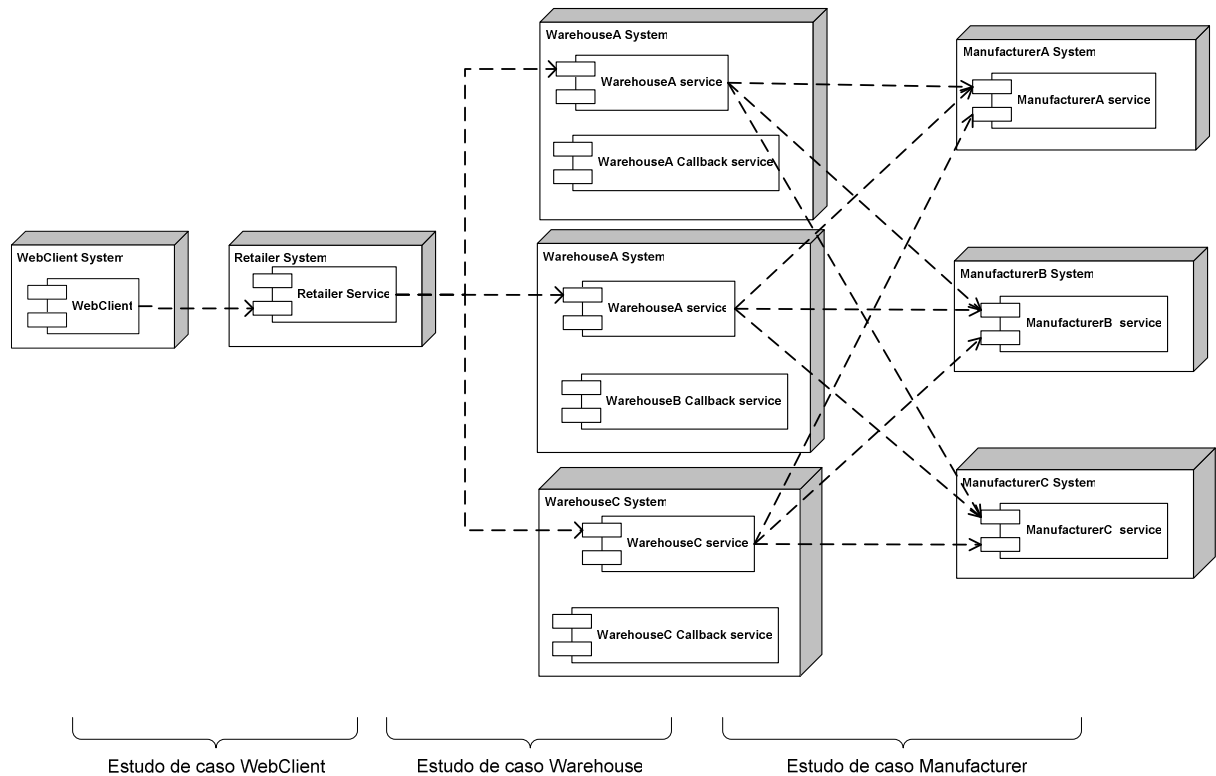 WarehouseA System
WarehouseA service
WarehouseA Callback service
ManufacturerA System
ManufacturerA service
WebClient System
WebClient
Retailer System
Retailer Service
WarehouseA System
WarehouseA service
WarehouseB Callback service
ManufacturerB System
ManufacturerB service
WarehouseC System
WarehouseC service
WarehouseC Callback service
ManufacturerC System
ManufacturerC service
Estudo de caso WebClient
Estudo de caso Warehouse
Estudo de caso Manufacturer